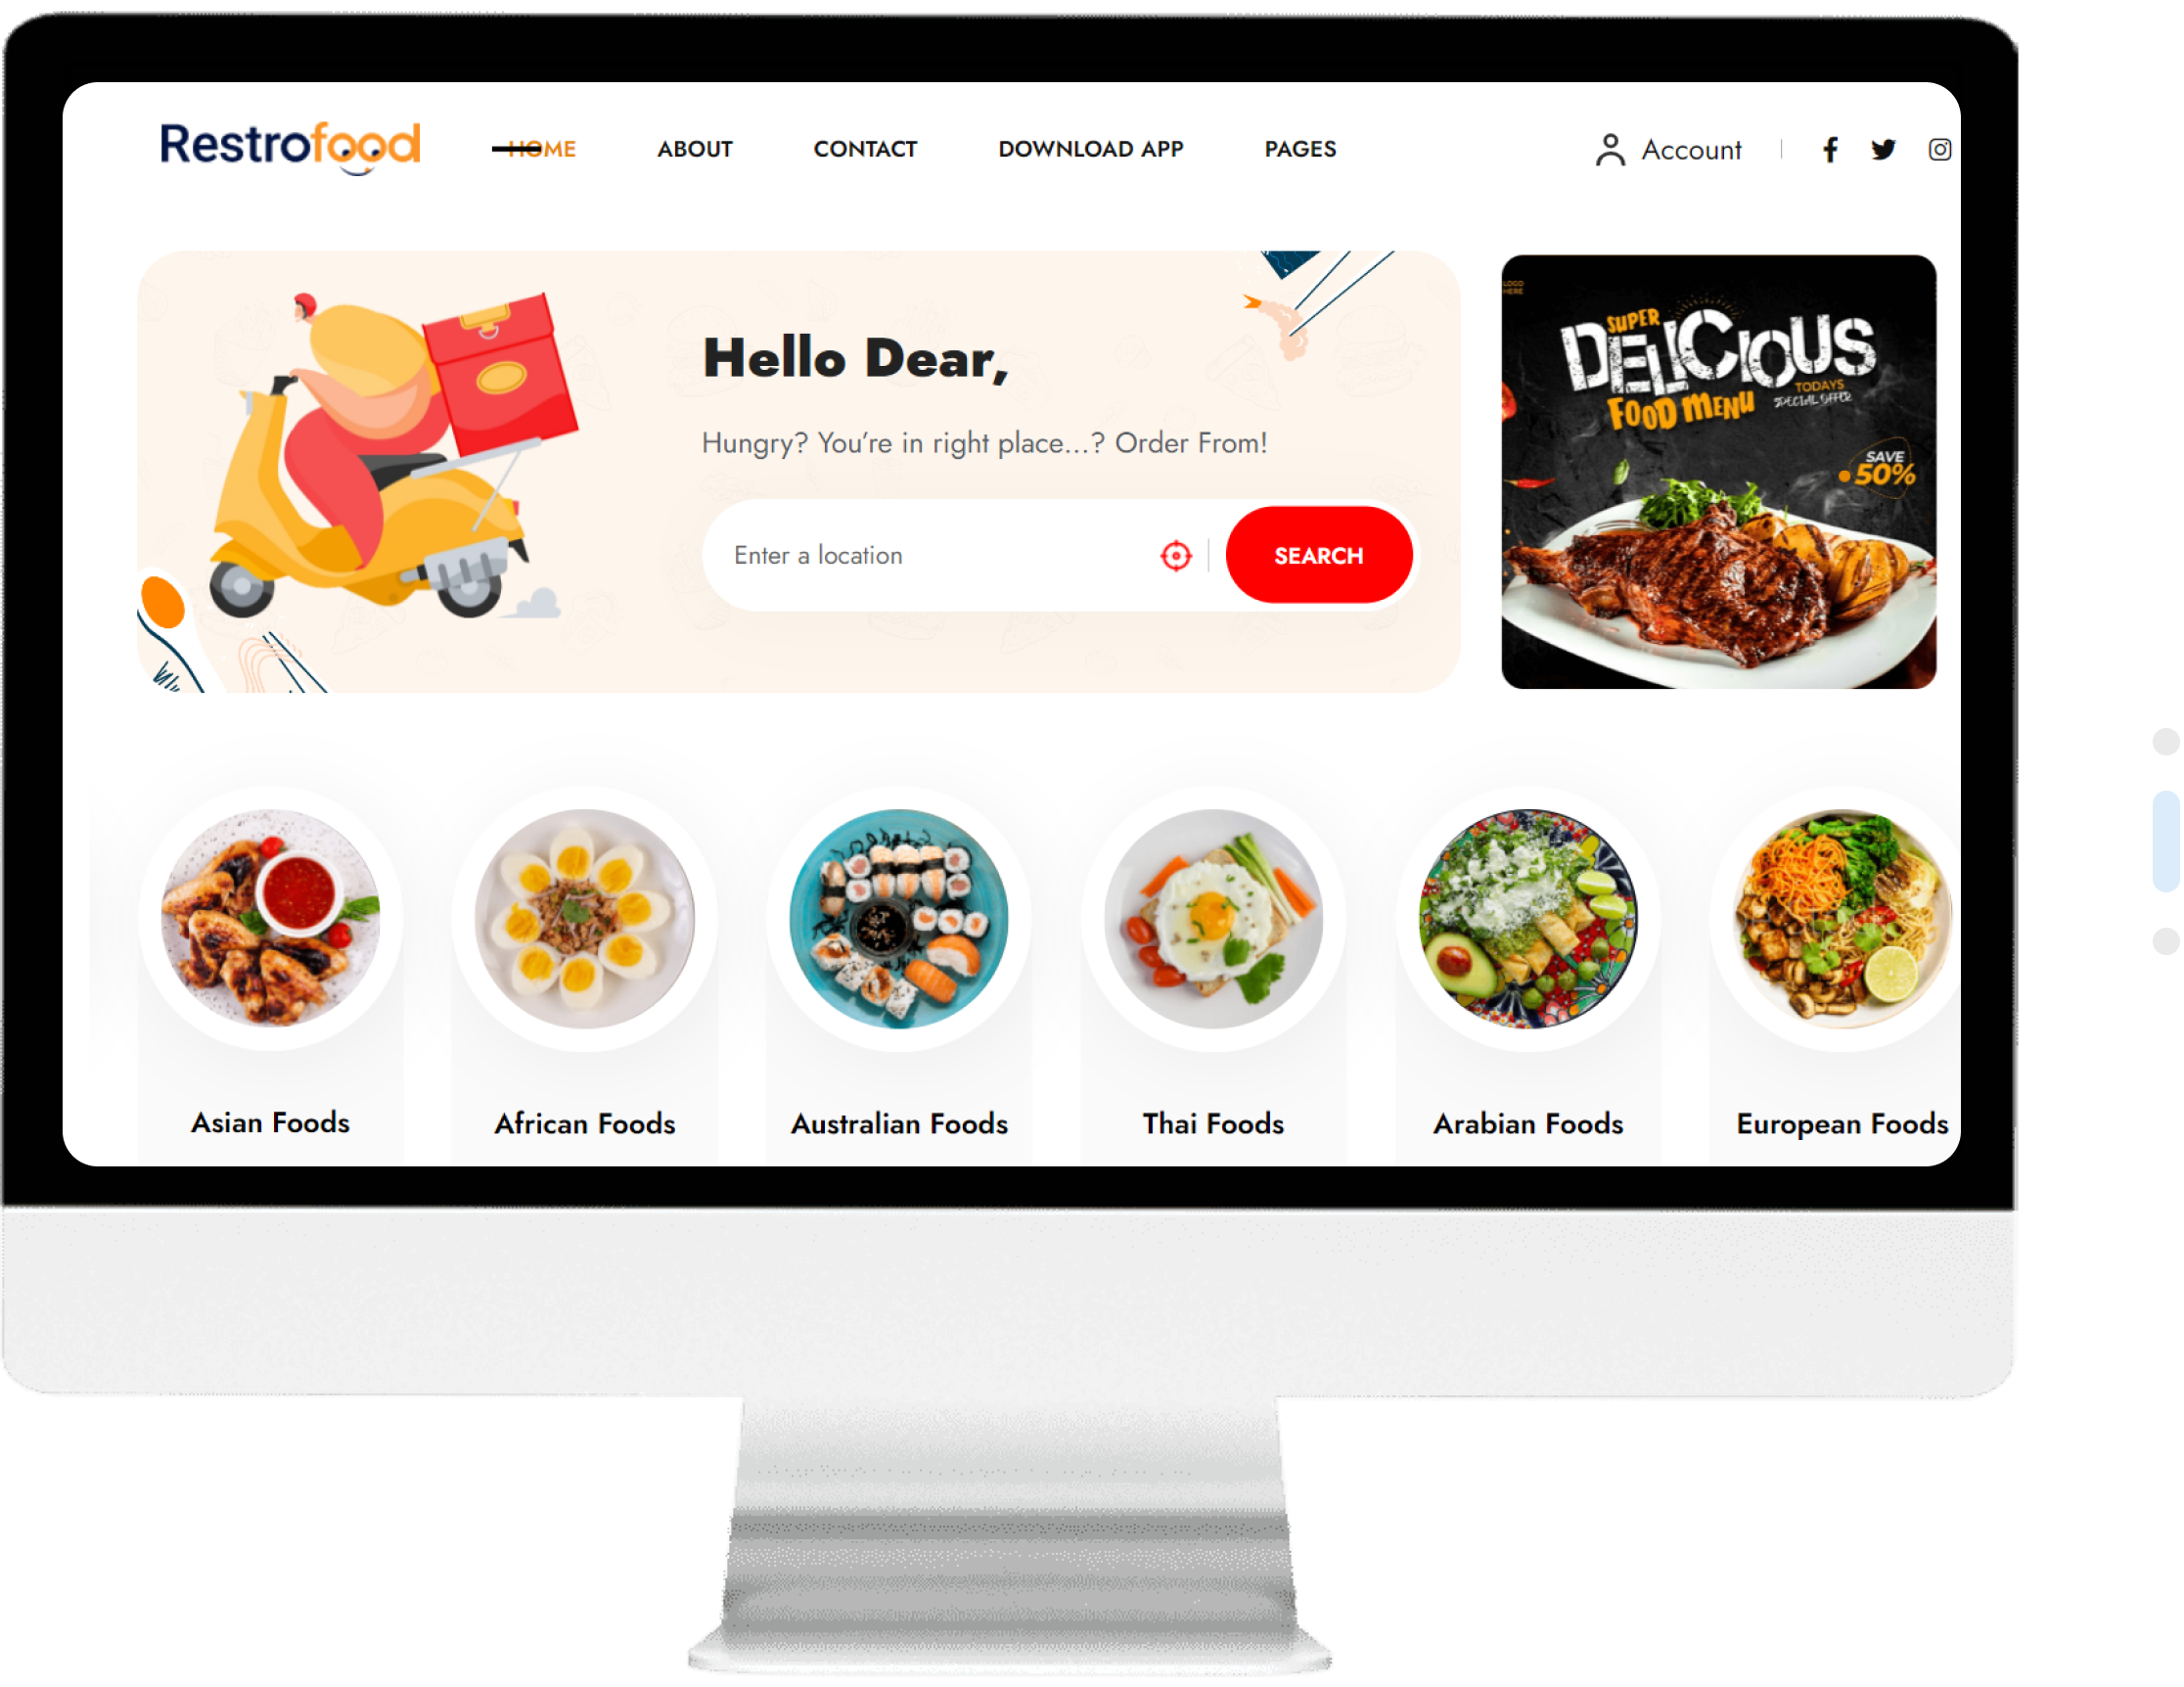 Restrofood
HOME
ABOUT
CONTACT
DOWNLOAD APP
PAGES
Account
Hello Dear,
Hungry? You're in right place...? Order From!
Enter a location
SEARCH
LOGO
HERE
SUPER
DELICIOUS
TODAYS
FOOD MENU
SPECIAL OFFER
SAVE
50%
Asian Foods
African Foods
Australian Foods
Thai Foods
Arabian Foods
European Foods